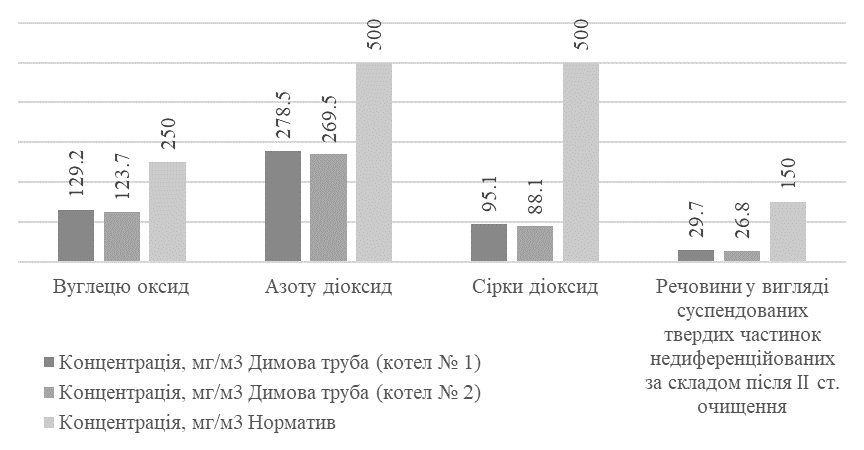 129.2
123.7
250
278.5
269.5
500
95.1
88.1
500
29.7
26.8
150
Вуглецю оксид
Азоту діоксид
Сірки діоксид
Речовини у вигляді
суспендованих
твердих частинок
недиференційованих
за складом після ІІ ст.
очищення
Концентрація, мг/м3 Димова труба (котел № 1)
Концентрація, мг/м3 Димова труба (котел № 2)
Концентрація, мг/м3 Норматив